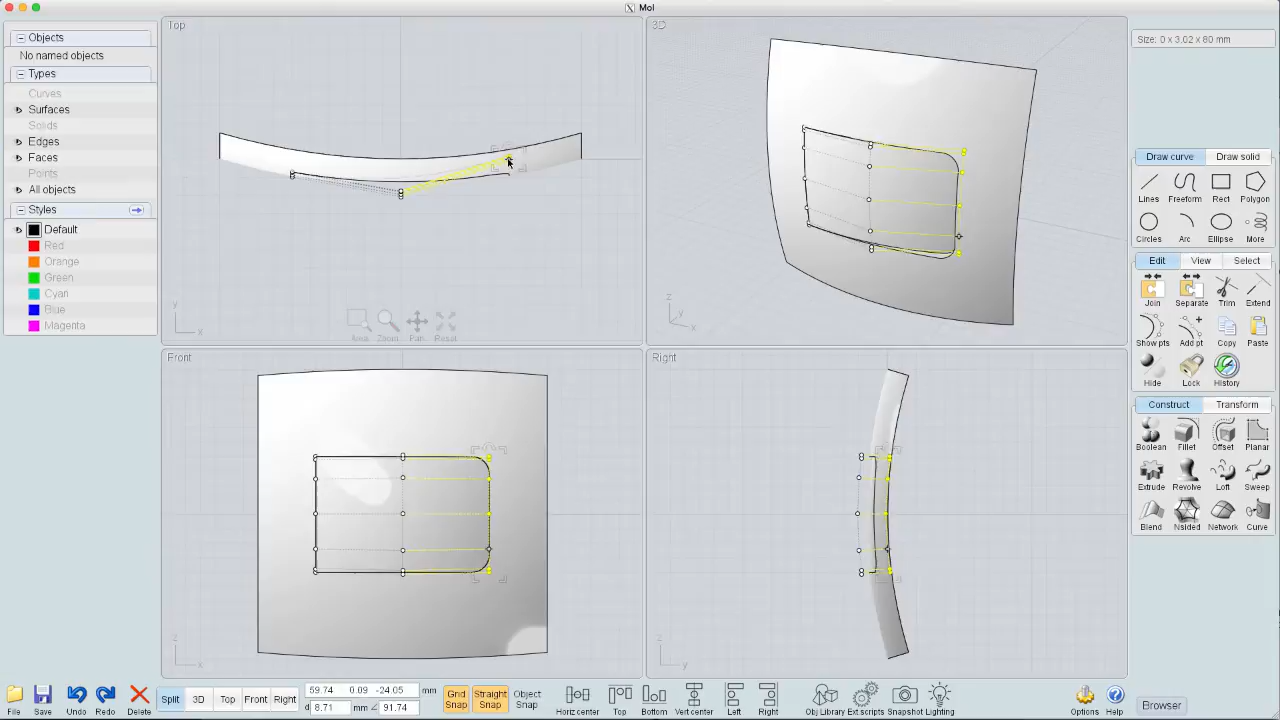 MoI
Objects
No named objects
Types
Curves
Surfaces
Solids
Edges
Faces
Points
All objects
Styles
Default
Red
Orange
Green
Cyan
Blue
Magenta
Top
3D
Front
Right
y
x
z
y
x
z
x
z
y
Area
Zoom
Pan
Reset
Size: 0 x 3.02 x 80 mm
Draw curve
Draw solid
Lines
Freeform
Rect
Polygon
Circles
Arc
Ellipse
More
Edit
View
Select
Join
Separate
Trim
Extend
Show pts
Add pt
Copy
Paste
Hide
Lock
History
Construct
Transform
Boolean
Fillet
Offset
Planar
Extrude
Revolve
Loft
Sweep
Blend
Nsided
Network
Curve
File
Save
Undo
Redo
Delete
Split
3D
Top
Front
Right
59.74 0.09 -24.05 mm
d 8.71 mm ∠ 91.74
Grid Snap
Straight Snap
Object Snap
Horiz center
Top
Bottom
Vert center
Left
Right
Obj Library
Ext scripts
Snapshot
Lighting
Options
Help
Browser